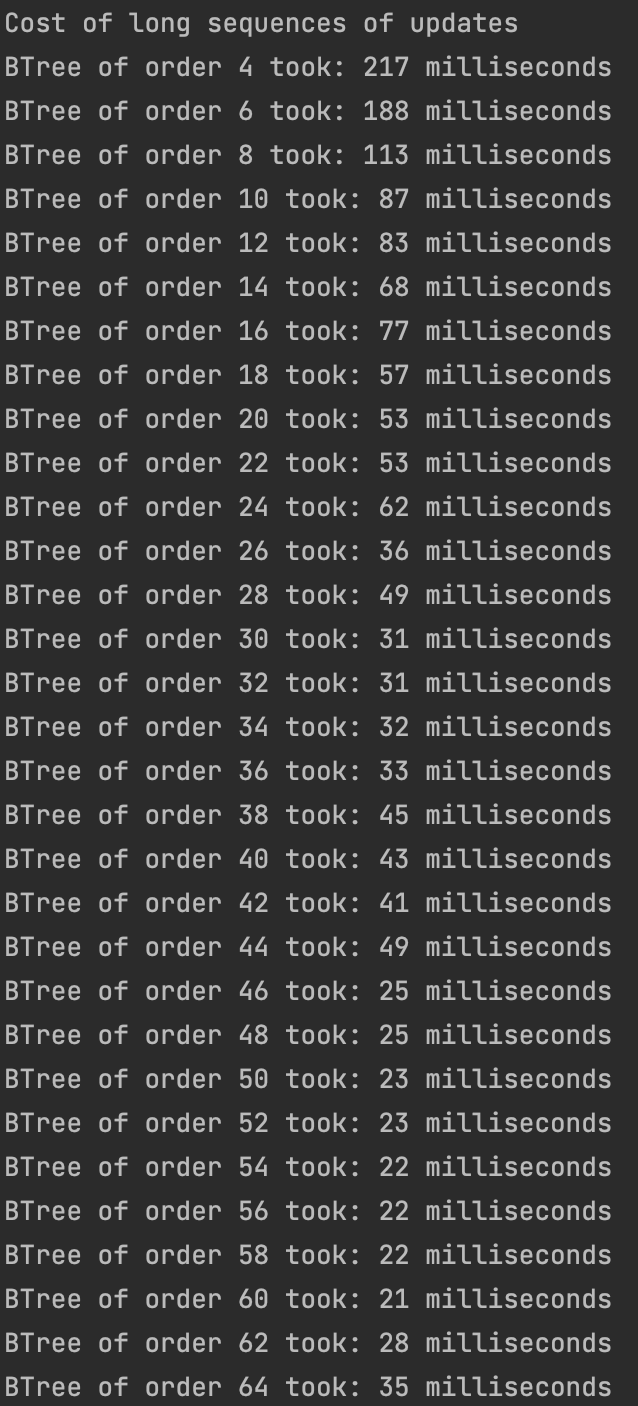 Cost of long sequences of updates
BTree of order 4 took: 217 milliseconds
BTree of order 6 took: 188 milliseconds
BTree of order 8 took: 113 milliseconds
BTree of order 10 took: 87 milliseconds
BTree of order 12 took: 83 milliseconds
BTree of order 14 took: 68 milliseconds
BTree of order 16 took: 77 milliseconds
BTree of order 18 took: 57 milliseconds
BTree of order 20 took: 53 milliseconds
BTree of order 22 took: 53 milliseconds
BTree of order 24 took: 62 milliseconds
BTree of order 26 took: 36 milliseconds
BTree of order 28 took: 49 milliseconds
BTree of order 30 took: 31 milliseconds
BTree of order 32 took: 31 milliseconds
BTree of order 34 took: 32 milliseconds
BTree of order 36 took: 33 milliseconds
BTree of order 38 took: 45 milliseconds
BTree of order 40 took: 43 milliseconds
BTree of order 42 took: 41 milliseconds
BTree of order 44 took: 49 milliseconds
BTree of order 46 took: 25 milliseconds
BTree of order 48 took: 25 milliseconds
BTree of order 50 took: 23 milliseconds
BTree of order 52 took: 23 milliseconds
BTree of order 54 took: 22 milliseconds
BTree of order 56 took: 22 milliseconds
BTree of order 58 took: 22 milliseconds
BTree of order 60 took: 21 milliseconds
BTree of order 62 took: 28 milliseconds
BTree of order 64 took: 35 milliseconds